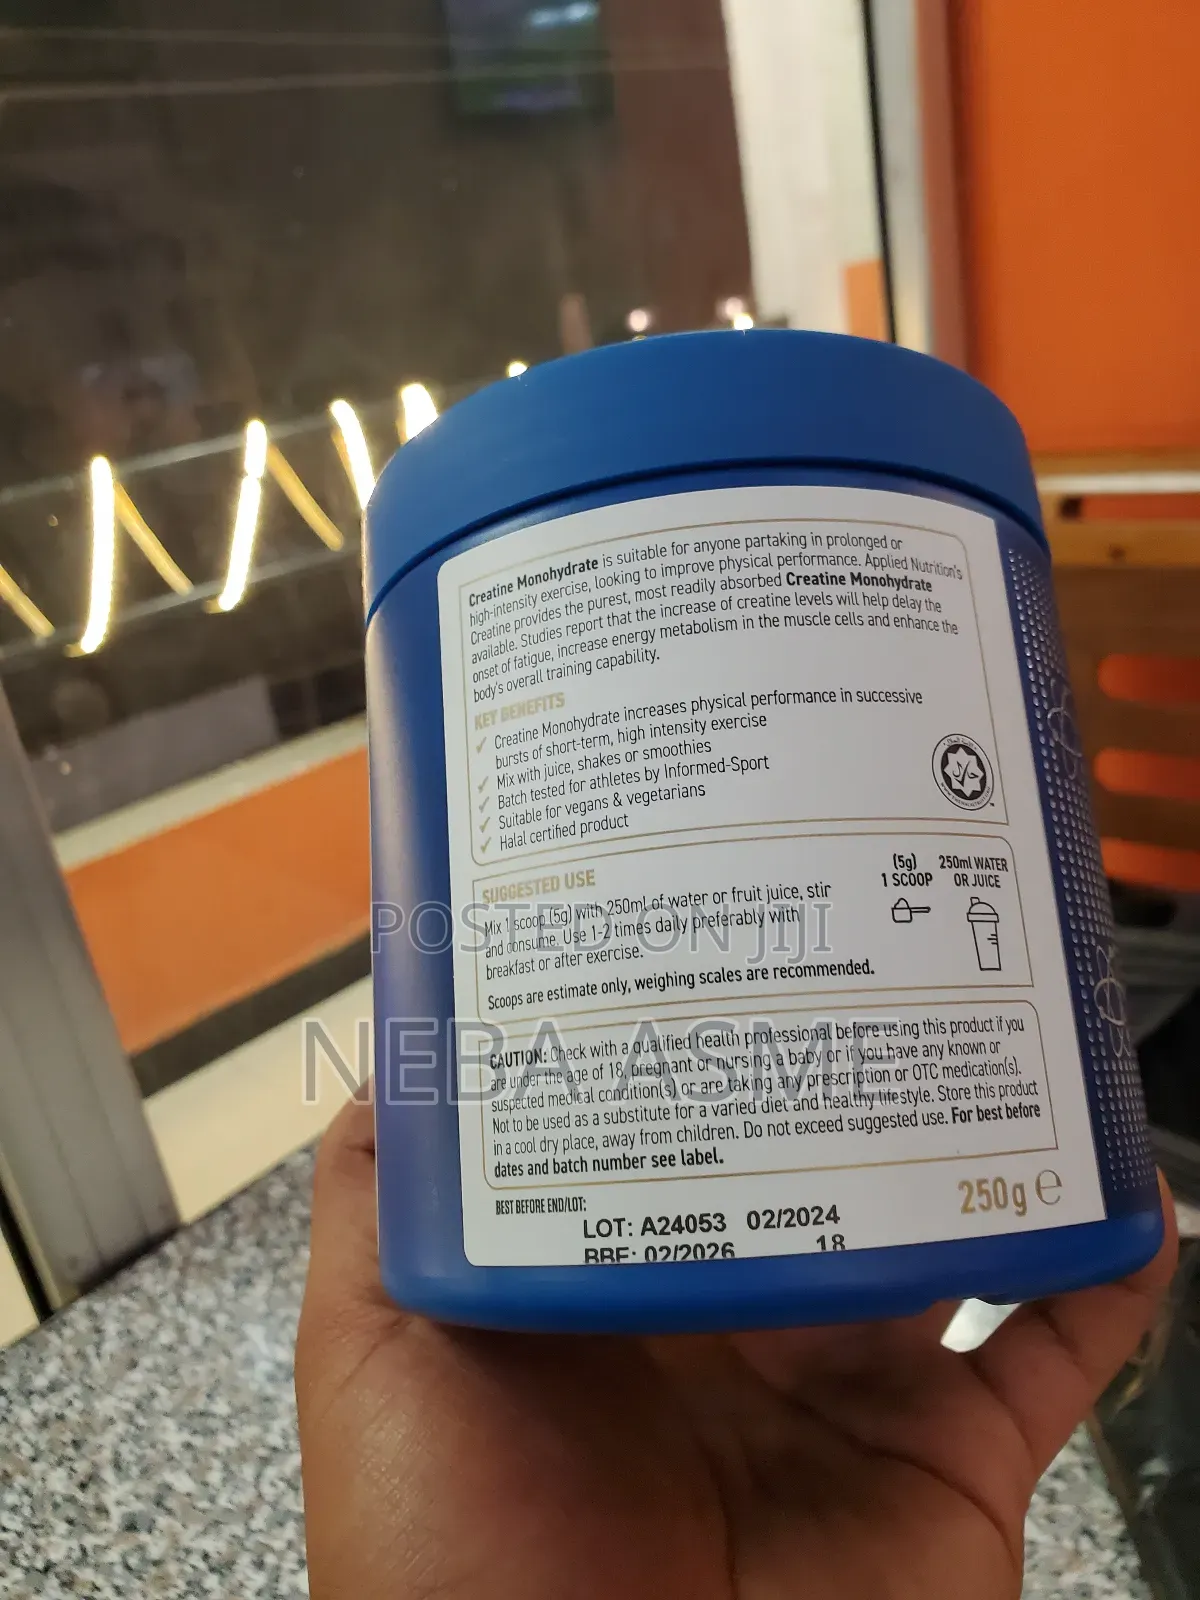 Creatine Monohydrate is suitable for anyone partaking in prolonged or
high-intensity exercise, looking to improve physical performance. Applied Nutrition's
Creatine provides the purest, most readily absorbed Creatine Monohydrate
available. Studies report that the increase of creatine levels will help delay the
onset of fatigue, increase energy metabolism in the muscle cells and enhance the
body's overall training capability.
KEY BENEFITS
✓ Creatine Monohydrate increases physical performance in successive
bursts of short-term, high intensity exercise
✓ Mix with juice, shakes or smoothies
✓ Batch tested for athletes by Informed-Sport
✓ Suitable for vegans & vegetarians
✓ Halal certified product
SUGGESTED USE
Mix 1 scoop (5g) with 250ml of water or fruit juice, stir
and consume. Use 1-2 times daily preferably with
breakfast or after exercise.
Scoops are estimate only, weighing scales are recommended.
(5g) 250ml WATER
1 SCOOP OR JUICE
POSTED ON JIJI
NEBA ASME
CAUTION: Check with a qualified health professional before using this product if you
are under the age of 18, pregnant or nursing a baby or if you have any known or
suspected medical condition(s) or are taking any prescription or OTC medication(s).
Not to be used as a substitute for a varied diet and healthy lifestyle. Store this product
in a cool dry place, away from children. Do not exceed suggested use. For best before
dates and batch number see label.
BEST BEFORE END/LOT:
250g ℮
LOT: A24053 02/2024
BBE: 02/2026 18